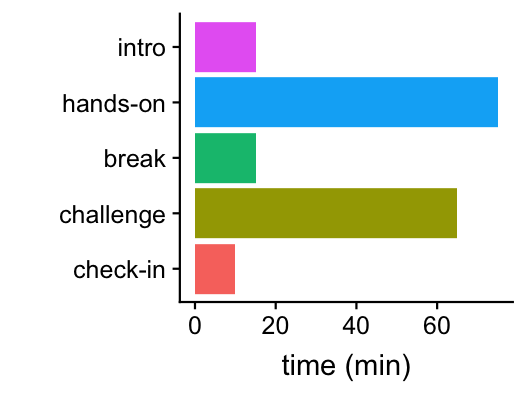 intro
hands-on
break
challenge
check-in
0 20 40 60
time (min)